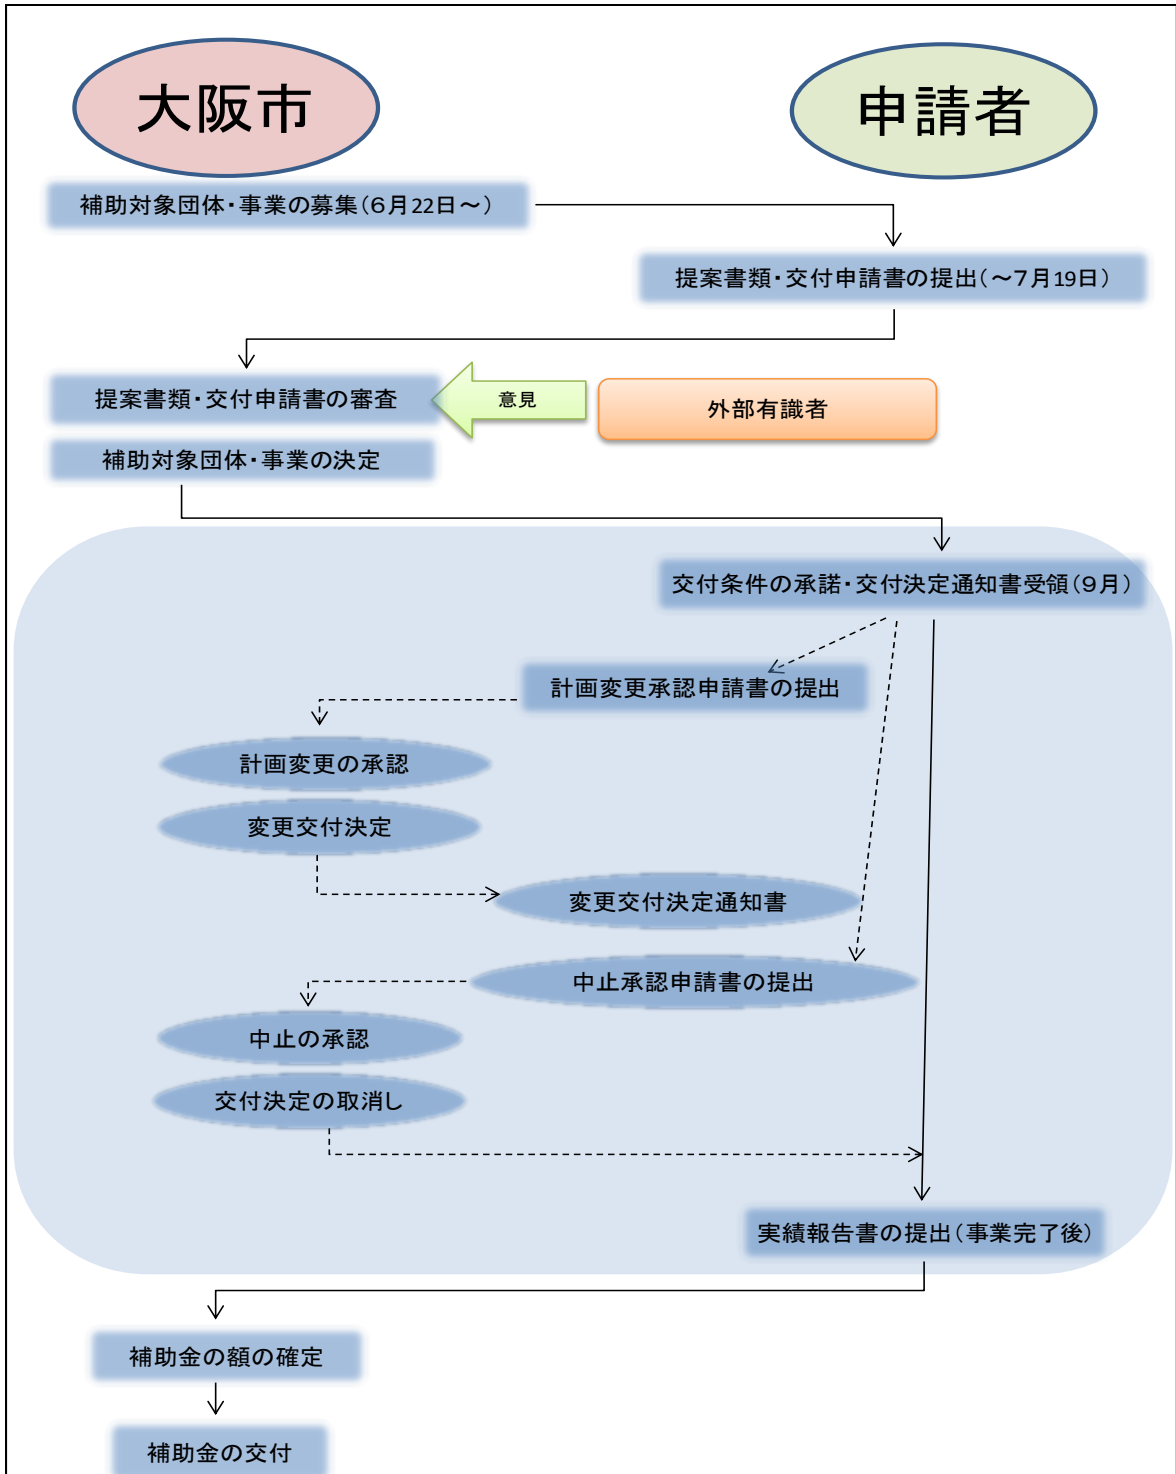 大阪市
申請者
補助対象団体・事業の募集(6月22日～)
提案書類・交付申請書の提出(～7月19日)
提案書類・交付申請書の審査
意見
外部有識者
補助対象団体・事業の決定
交付条件の承諾・交付決定通知書受領(9月)
計画変更承認申請書の提出
計画変更の承認
変更交付決定
変更交付決定通知書
中止承認申請書の提出
中止の承認
交付決定の取消し
実績報告書の提出(事業完了後)
補助金の額の確定
補助金の交付